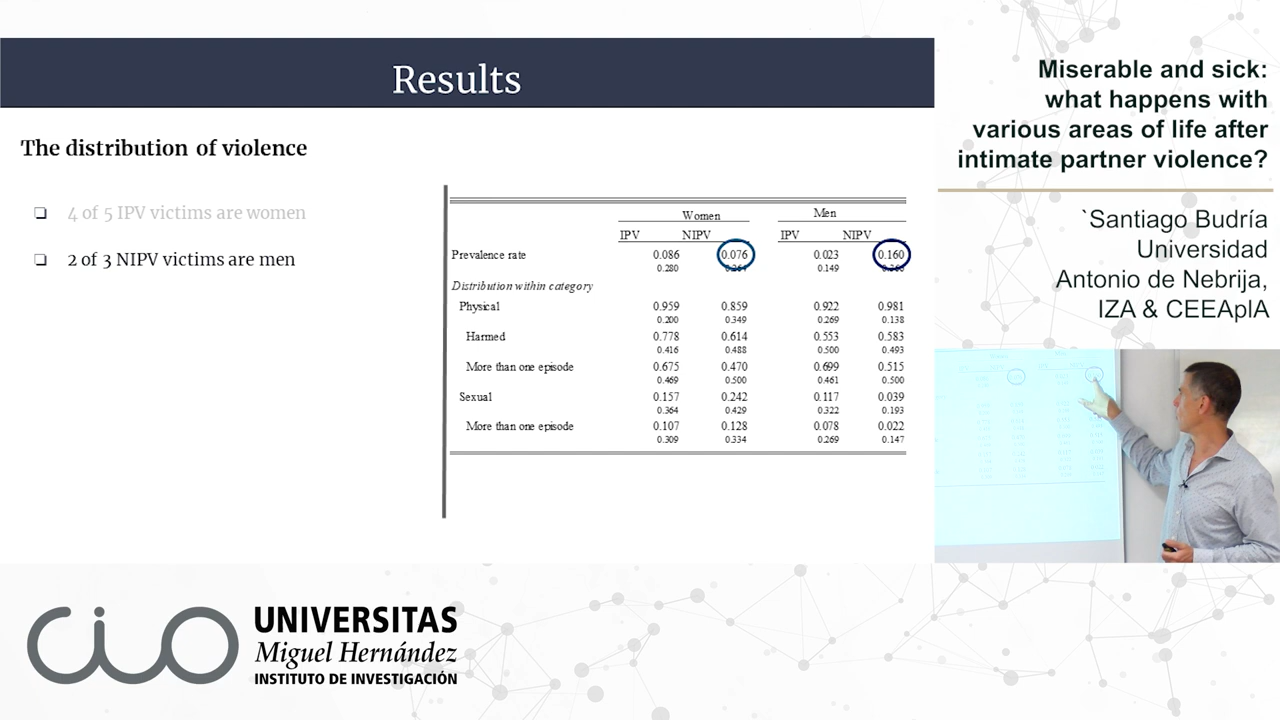 Results
The distribution of violence
4 of 5 IPV victims are women
2 of 3 NIPV victims are men
Women Men
IPV NIPV IPV NIPV
Prevalence rate 0.086 0.076 0.023 0.160
0.280 0.149
Distribution within category
Physical 0.959 0.859 0.922 0.981
0.200 0.349 0.269 0.138
Harmed 0.778 0.614 0.553 0.583
0.416 0.488 0.500 0.493
More than one episode 0.675 0.470 0.699 0.515
0.469 0.500 0.461 0.500
Sexual 0.157 0.242 0.117 0.039
0.364 0.429 0.322 0.193
More than one episode 0.107 0.128 0.078 0.022
0.309 0.334 0.269 0.147
Miserable and sick:
what happens with
various areas of life after
intimate partner violence?
`Santiago Budría
Universidad
Antonio de Nebrija,
IZA & CEEAplA
cio
UNIVERSITAS
Miguel Hernández
INSTITUTO DE INVESTIGACIÓN